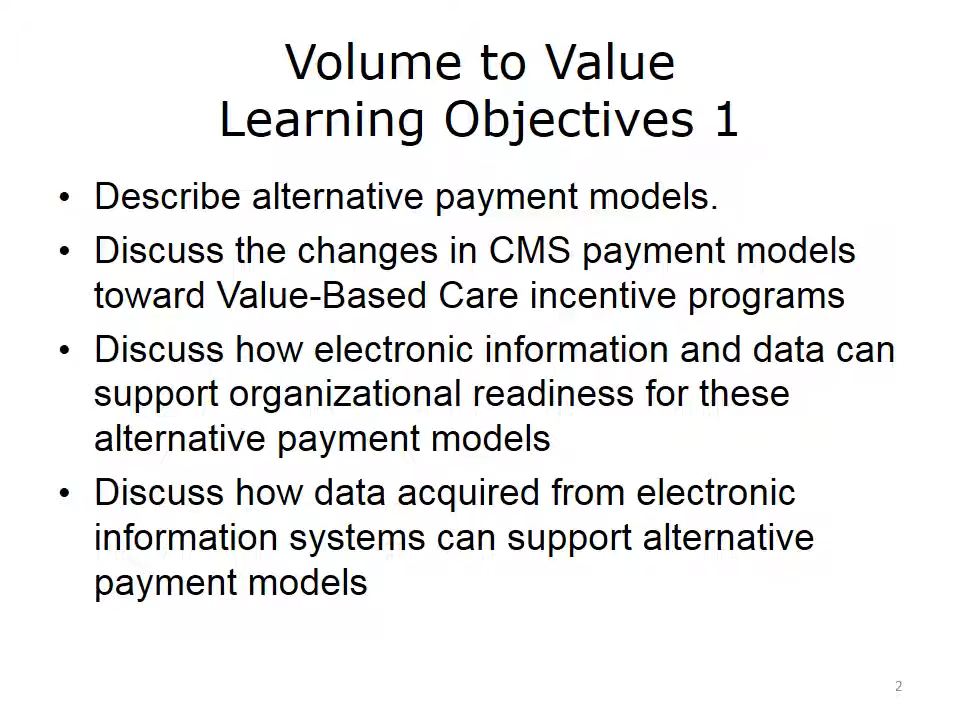 Volume to Value
Learning Objectives 1
• Describe alternative payment models.
• Discuss the changes in CMS payment models
toward Value-Based Care incentive programs
• Discuss how electronic information and data can
support organizational readiness for these
alternative payment models
• Discuss how data acquired from electronic
information systems can support alternative
payment models
2